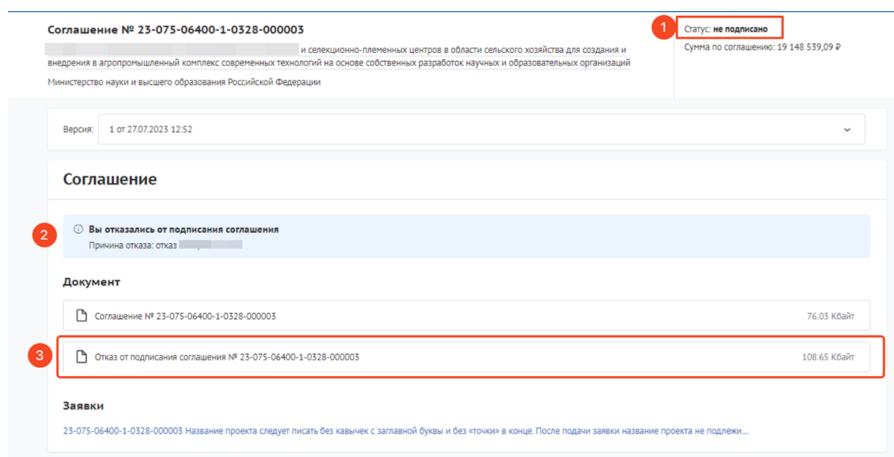 Соглашение № 23-075-06400-1-0328-000003
1
Статус: не подписано
Сумма по соглашению: 19 148 539,09 ₽
и селекционно-племенных центров в области сельского хозяйства для создания и
внедрения в агропромышленный комплекс современных технологий на основе собственных разработок научных и образовательных организаций
Министерство науки и высшего образования Российской Федерации
Версия: 1 от 27.07.2023 12:52
Соглашение
2
Вы отказались от подписания соглашения
Причина отказа: отказ
Документ
Соглашение № 23-075-06400-1-0328-000003 76.03 Кбайт
3
Отказ от подписания соглашения № 23-075-06400-1-0328-000003 108.65 Кбайт
Заявки
23-075-06400-1-0328-000003 Название проекта следует писать без кавычек с заглавной буквы и без «точки» в конце. После подачи заявки название проекта не подлежи...